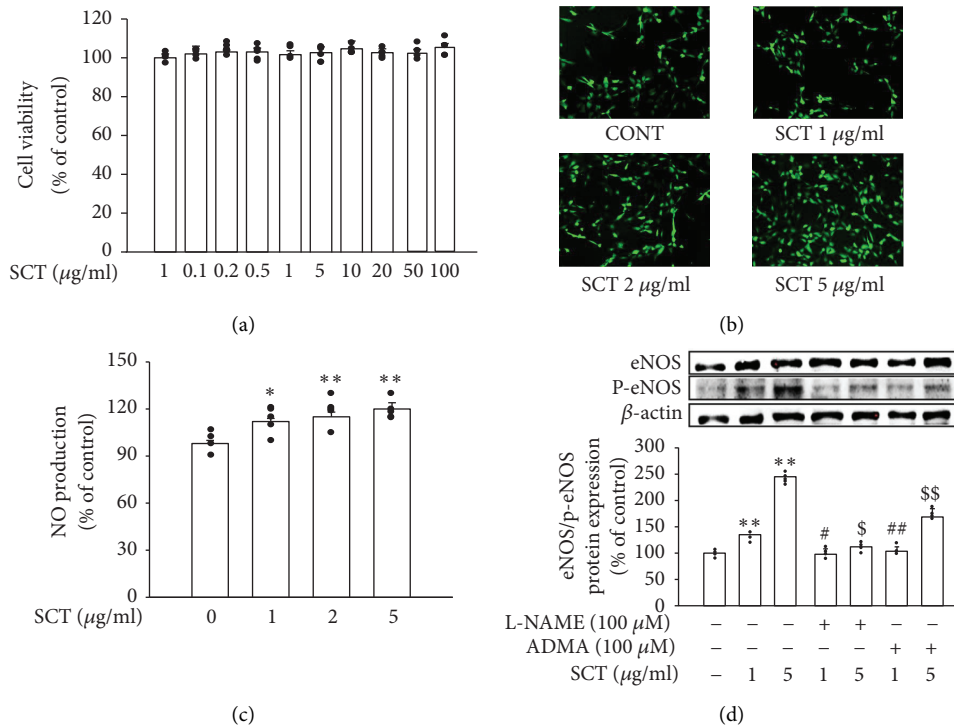 120
100
80
60
40
20
0
Cell viability
(% of control)
SCT (μg/ml)
1 0.1 0.2 0.5 1 5 10 20 50 100
(a)
CONT
SCT 1 μg/ml
SCT 2 μg/ml
SCT 5 μg/ml
(b)
150
120
90
60
30
0
NO production
(% of control)
* ** **
SCT (μg/ml)
0 1 2 5
(c)
eNOS
P-eNOS
β-actin
300
250
200
150
100
50
0
eNOS/p-eNOS
protein expression
(% of control)
** ** # $ ## $$
L-NAME (100 μM) – – – + + – –
ADMA (100 μM) – – – – – + +
SCT (μg/ml) – 1 5 1 5 1 5
(d)